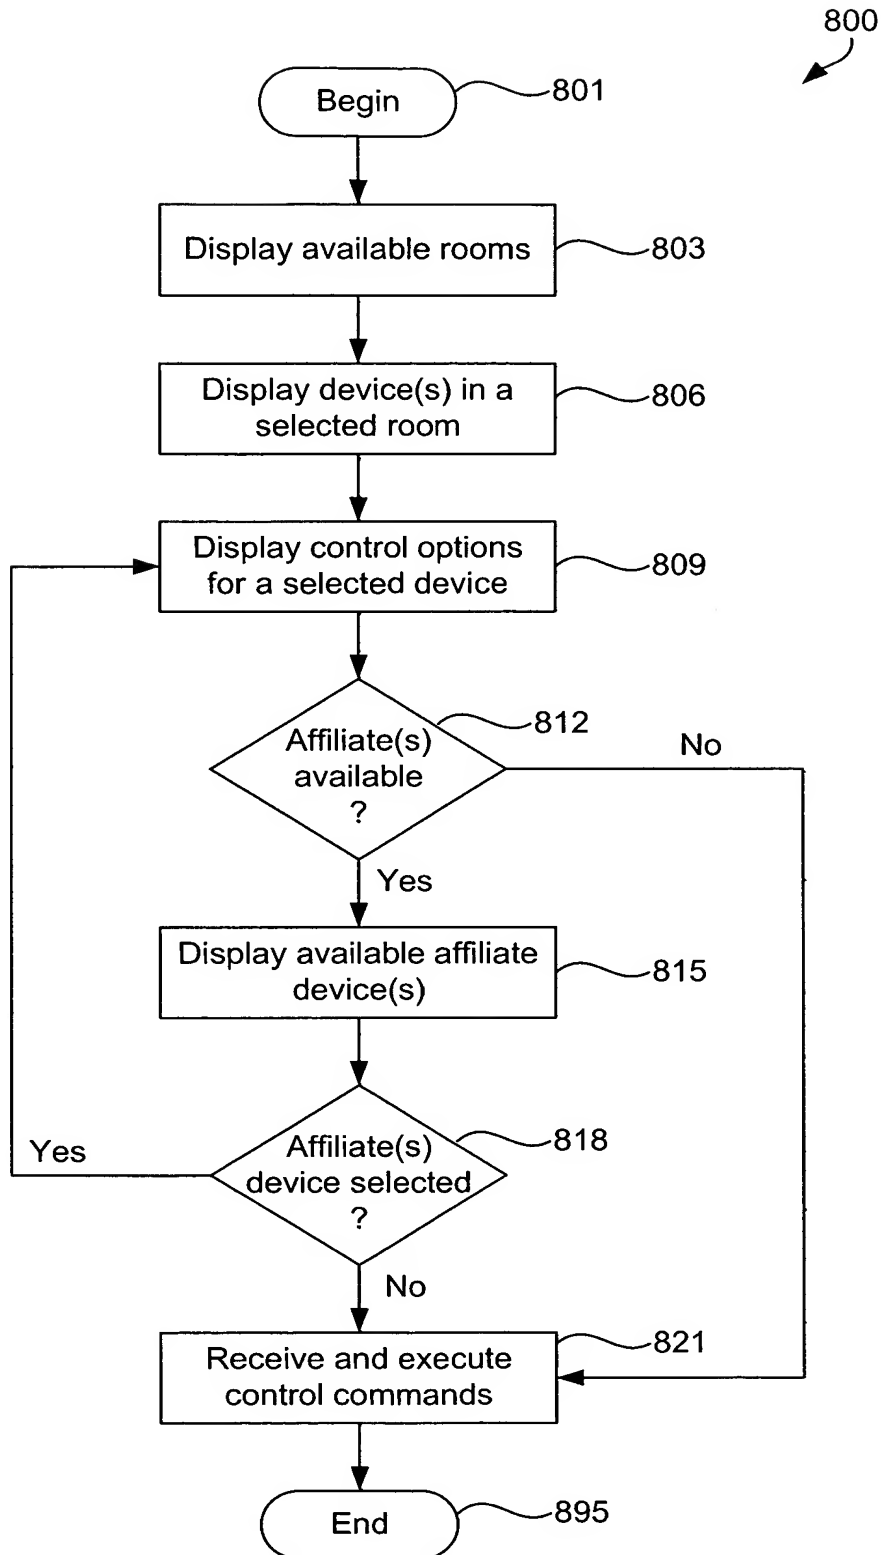 800
Begin
801
Display available rooms
803
Display device(s) in a
selected room
806
Display control options
for a selected device
809
Affiliate(s)
available
?
812
No
Yes
Display available affiliate
device(s)
815
Affiliate(s)
device selected
?
818
Yes
No
Receive and execute
control commands
821
End
895